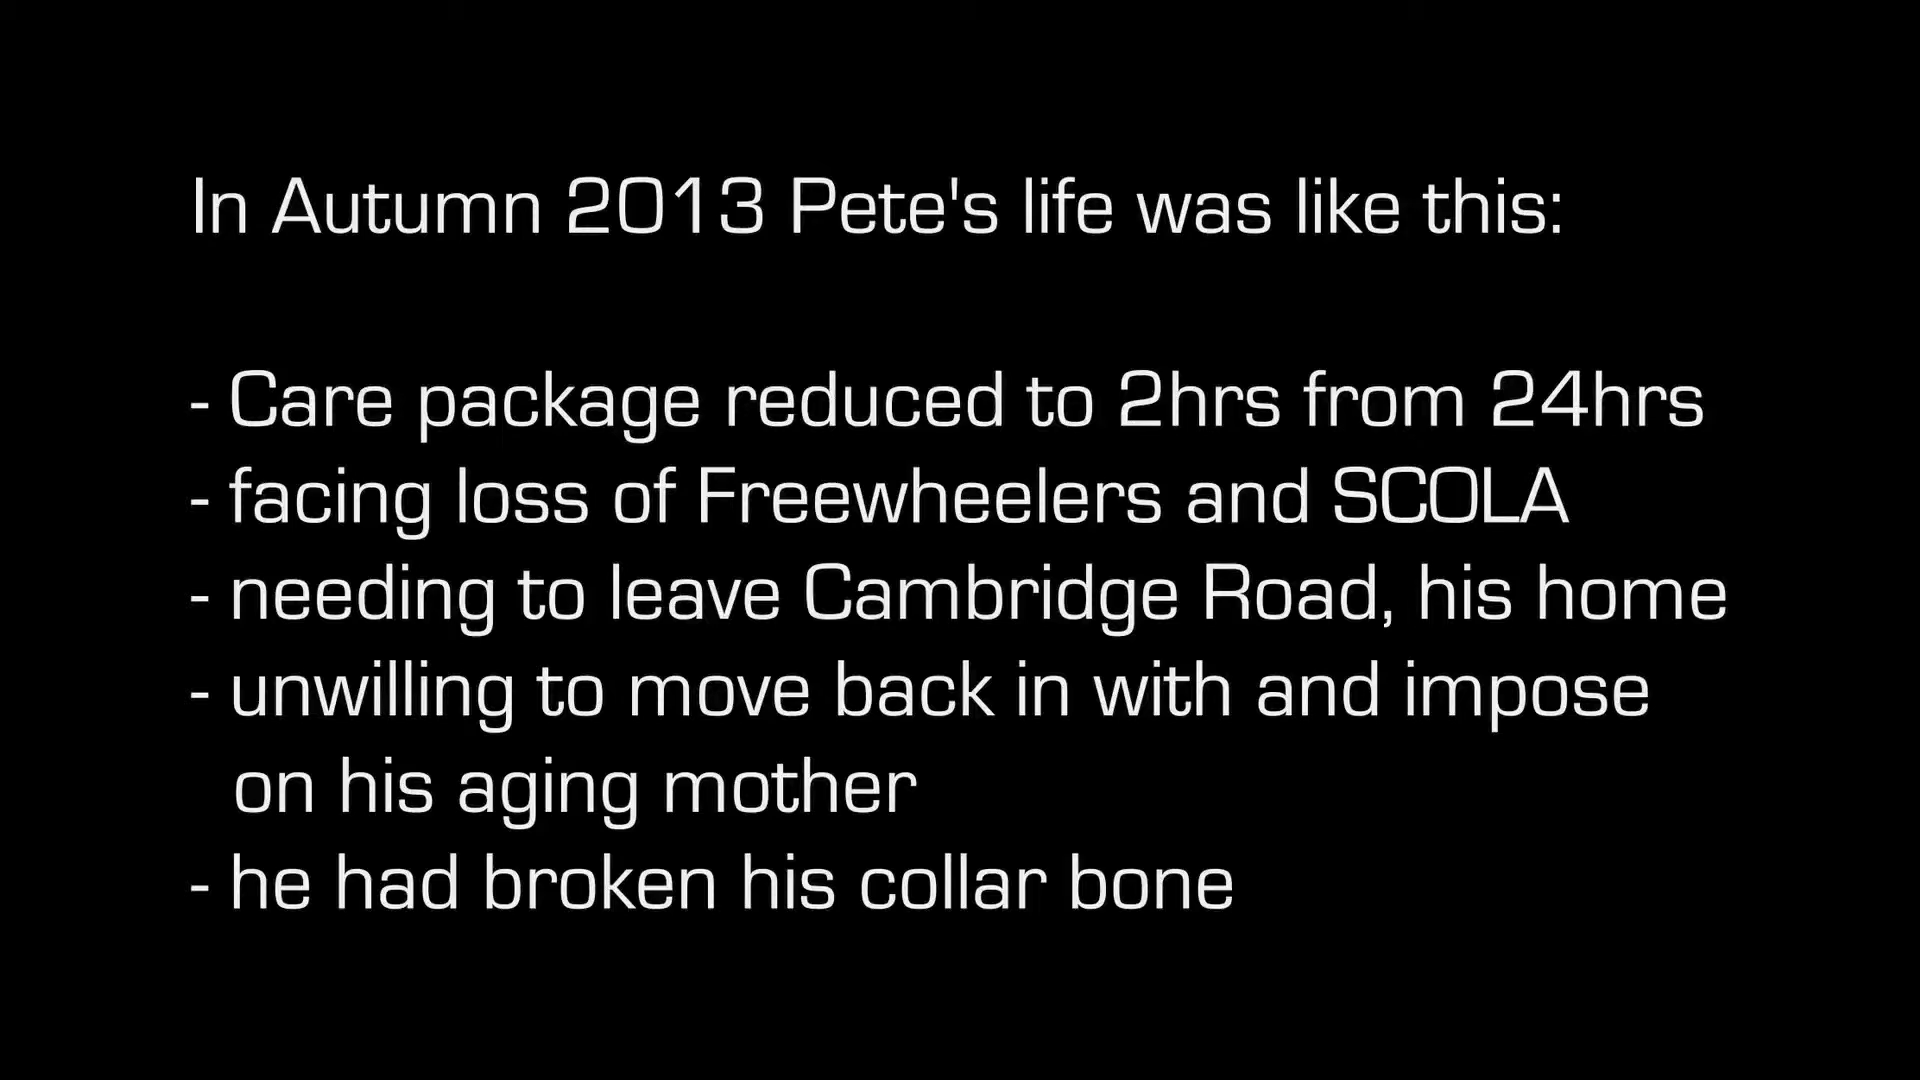 In Autumn 2013 Pete's life was like this:
- Care package reduced to 2hrs from 24hrs
- facing loss of Freewheelers and SCOLA
- needing to leave Cambridge Road, his home
- unwilling to move back in with and impose
on his aging mother
- he had broken his collar bone